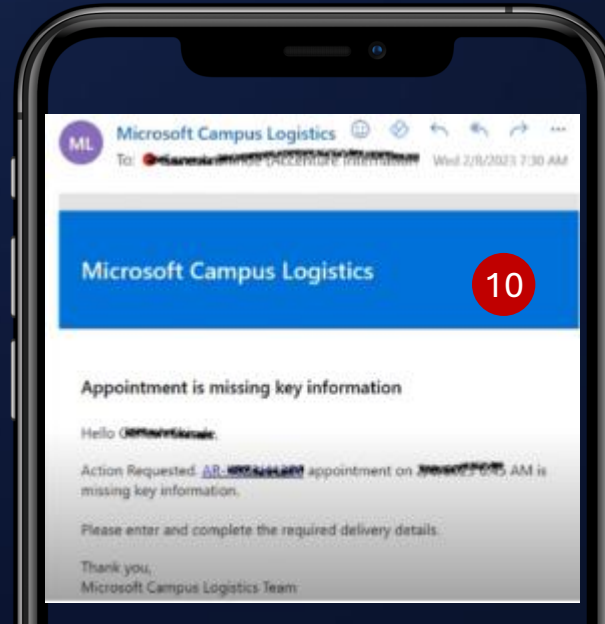 ML
Microsoft Campus Logistics
To: (Accenture Wed 2/8/2023 7:30 AM
Microsoft Campus Logistics
10
Appointment is missing key information
Hello
Action Requested. AR- appointment on AM is
missing key information.
Please enter and complete the required delivery details.
Thank you,
Microsoft Campus Logistics Team